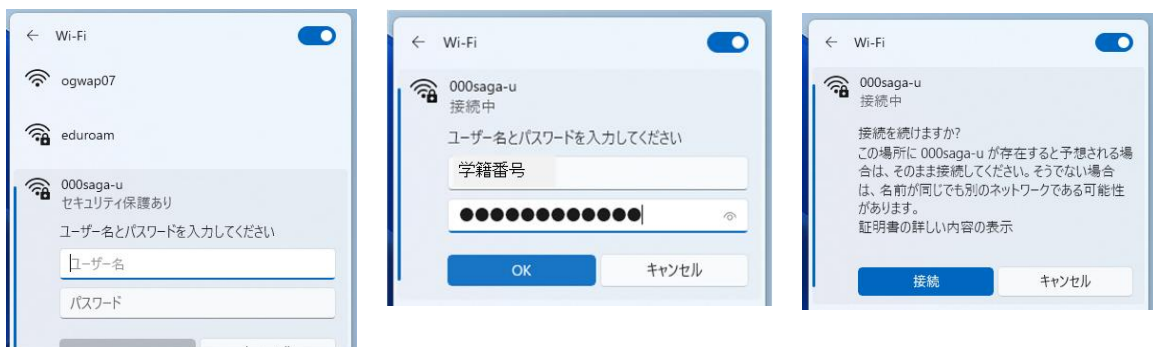 Wi-Fi
ogwap07
eduroam
000saga-u
セキュリティ保護あり
ユーザー名とパスワードを入力してください
ユーザー名
パスワード
Wi-Fi
000saga-u
接続中
ユーザー名とパスワードを入力してください
学籍番号
●●●●●●●●●●●●
OK
キャンセル
Wi-Fi
000saga-u
接続中
接続を続けますか?
この場所に 000saga-u が存在すると予想される場
合は、そのまま接続してください。そうでない場合
は、名前が同じでも別のネットワークである可能性
があります。
証明書の詳しい内容の表示
接続
キャンセル